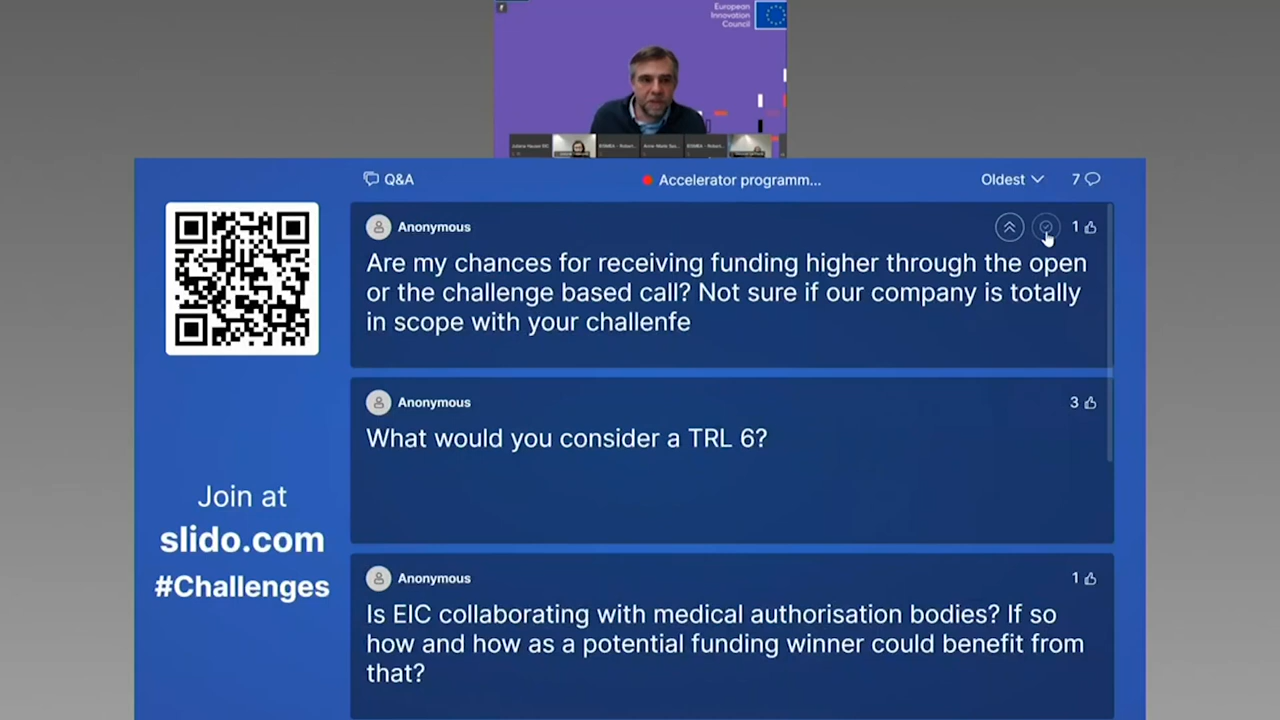 European
Innovation
Council
Juliane Hausse EIC
Q&A
Accelerator programm...
Oldest
7
Anonymous
1
Are my chances for receiving funding higher through the open
or the challenge based call? Not sure if our company is totally
in scope with your challenfe
Anonymous
3
What would you consider a TRL 6?
Join at
slido.com
#Challenges
Anonymous
1
Is EIC collaborating with medical authorisation bodies? If so
how and how as a potential funding winner could benefit from
that?